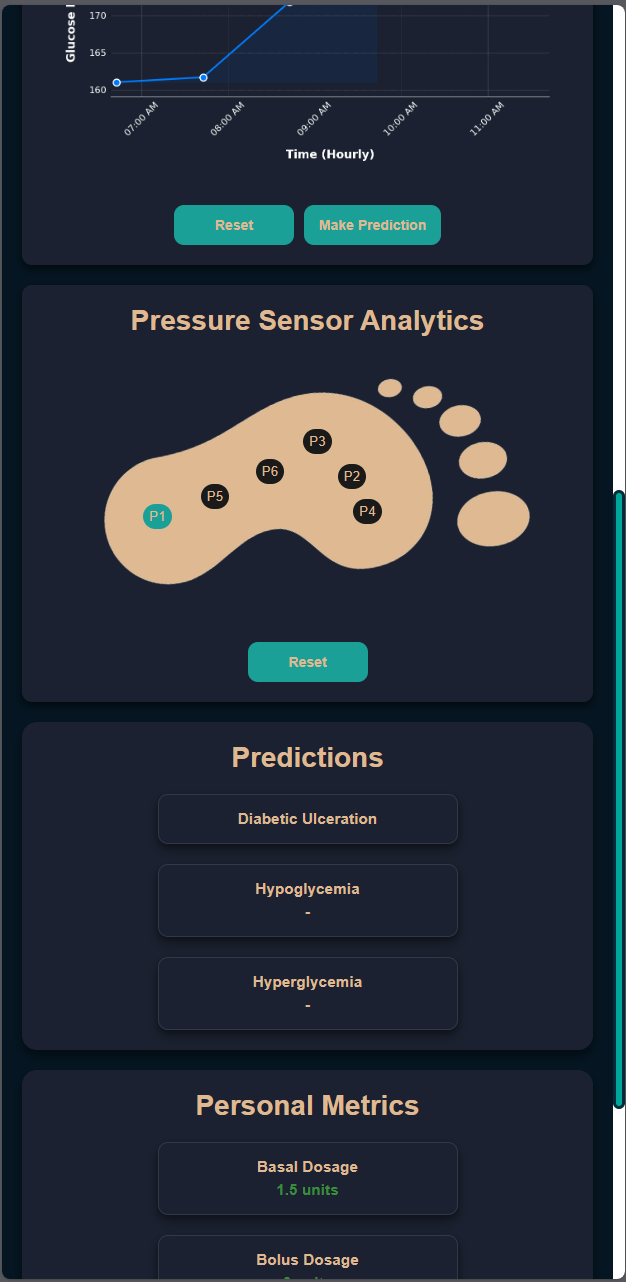 170
Glucose
165
160
07:00 AM
08:00 AM
09:00 AM
10:00 AM
11:00 AM
Time (Hourly)
Reset
Make Prediction
Pressure Sensor Analytics
P3
P6
P2
P5
P4
P1
Reset
Predictions
Diabetic Ulceration
Hypoglycemia
-
Hyperglycemia
-
Personal Metrics
Basal Dosage
1.5 units
Bolus Dosage